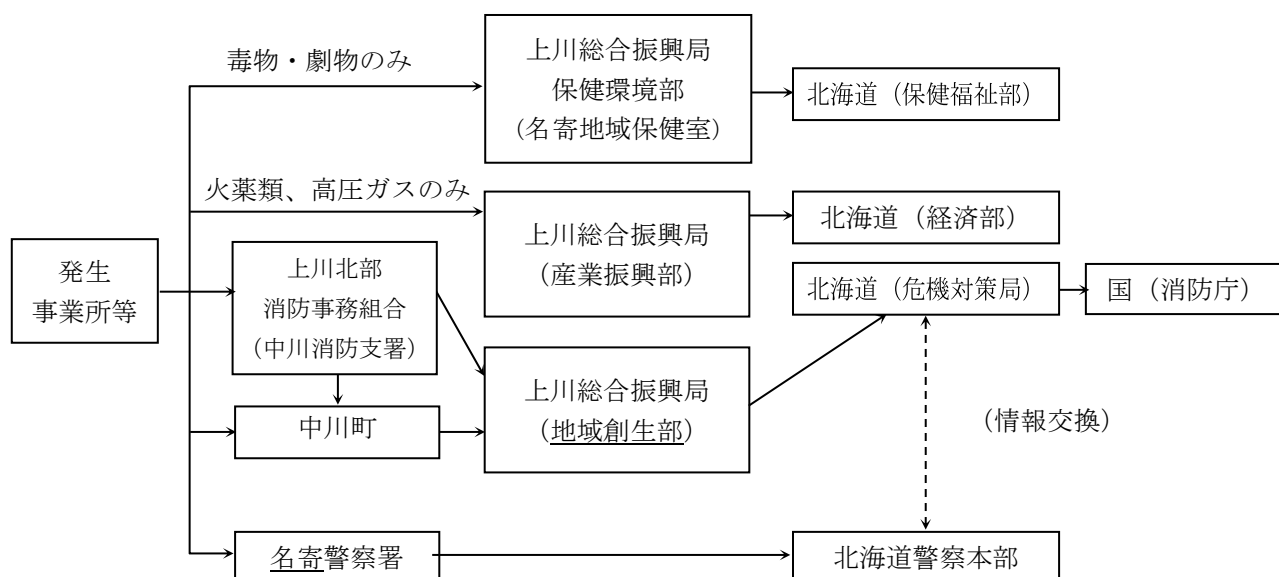 毒物・劇物のみ
上川総合振興局
保健環境部
(名寄地域保健室)
北海道（保健福祉部）
火薬類、高圧ガスのみ
上川総合振興局
（産業振興部）
北海道（経済部）
発生
事業所等
上川北部
消防事務組合
（中川消防支署）
北海道（危機対策局）
国（消防庁）
中川町
上川総合振興局
（地域創生部）
（情報交換）
名寄警察署
北海道警察本部